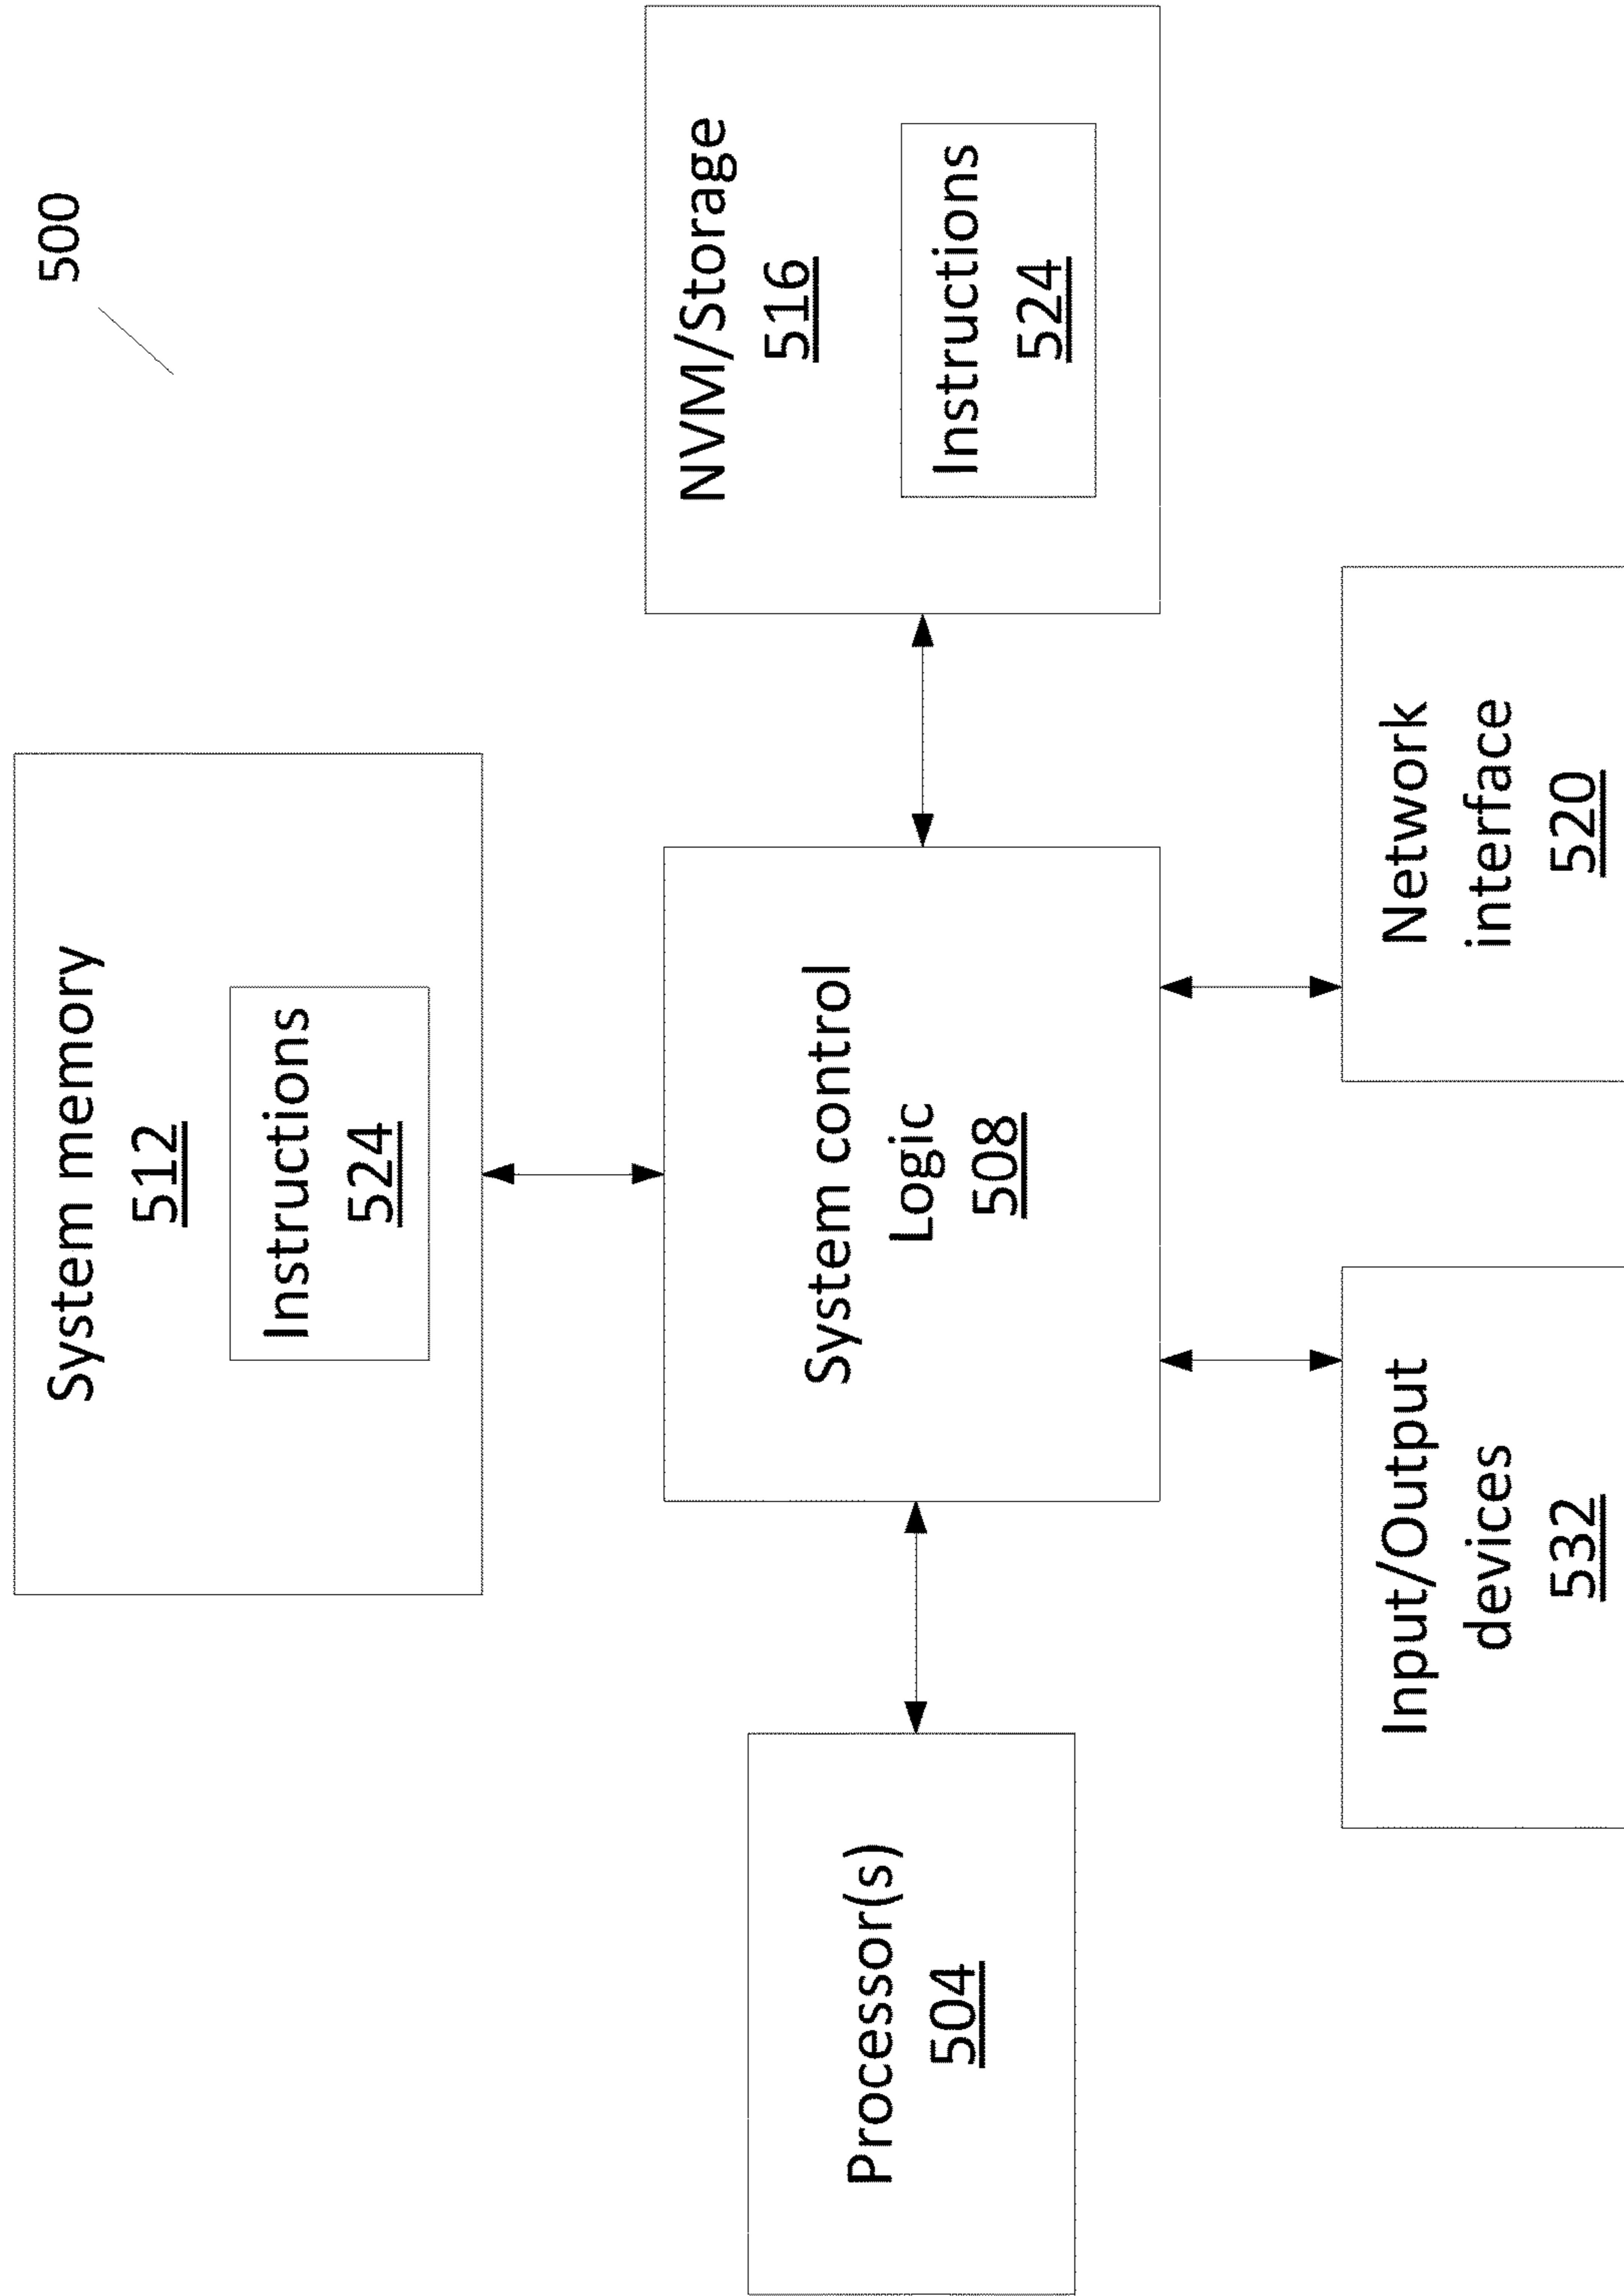 500
System memory
512
Instructions
524
NVM/Storage
516
Instructions
524
System control
Logic
508
Processor(s)
504
Input/Output
devices
532
Network
interface
520